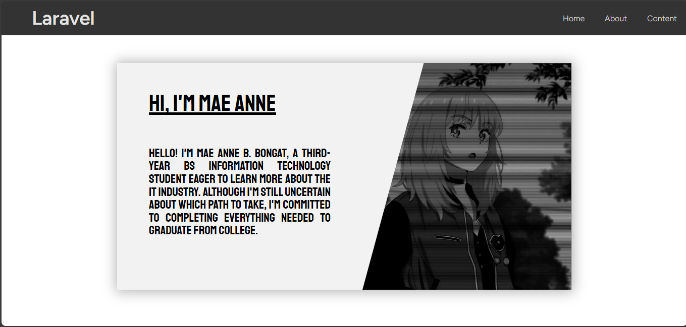 Laravel
Home About Content
HI, I'M MAE ANNE
HELLO! I'M MAE ANNE B. BONGAT, A THIRD-
YEAR BS INFORMATION TECHNOLOGY
STUDENT EAGER TO LEARN MORE ABOUT THE
IT INDUSTRY. ALTHOUGH I'M STILL UNCERTAIN
ABOUT WHICH PATH TO TAKE, I'M COMMITTED
TO COMPLETING EVERYTHING NEEDED TO
GRADUATE FROM COLLEGE.